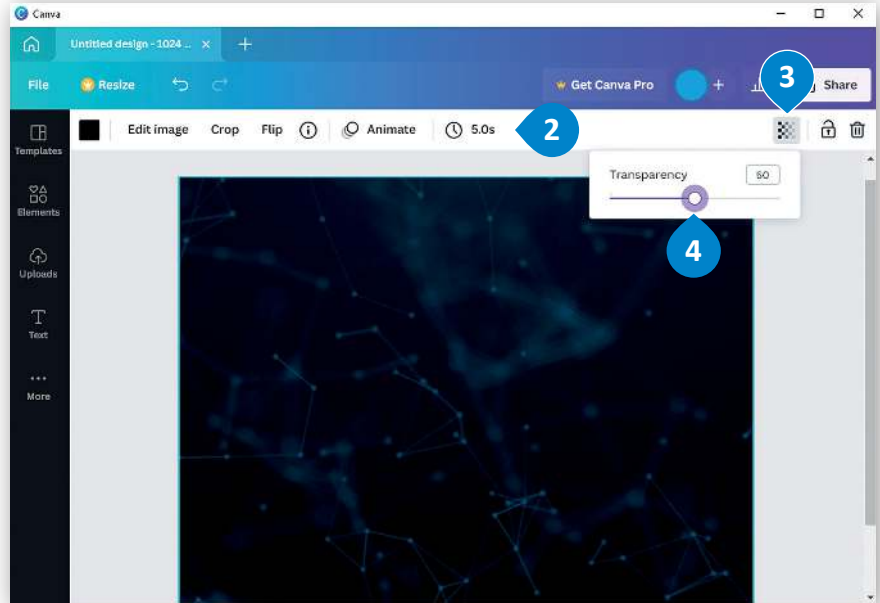 Canva
Untitled design - 1024 ...
File
Resize
Get Canva Pro
Share
3
Edit image
Crop
Flip
Animate
5.0s
2
Templates
Transparency
50
4
Elements
Uploads
Text
More